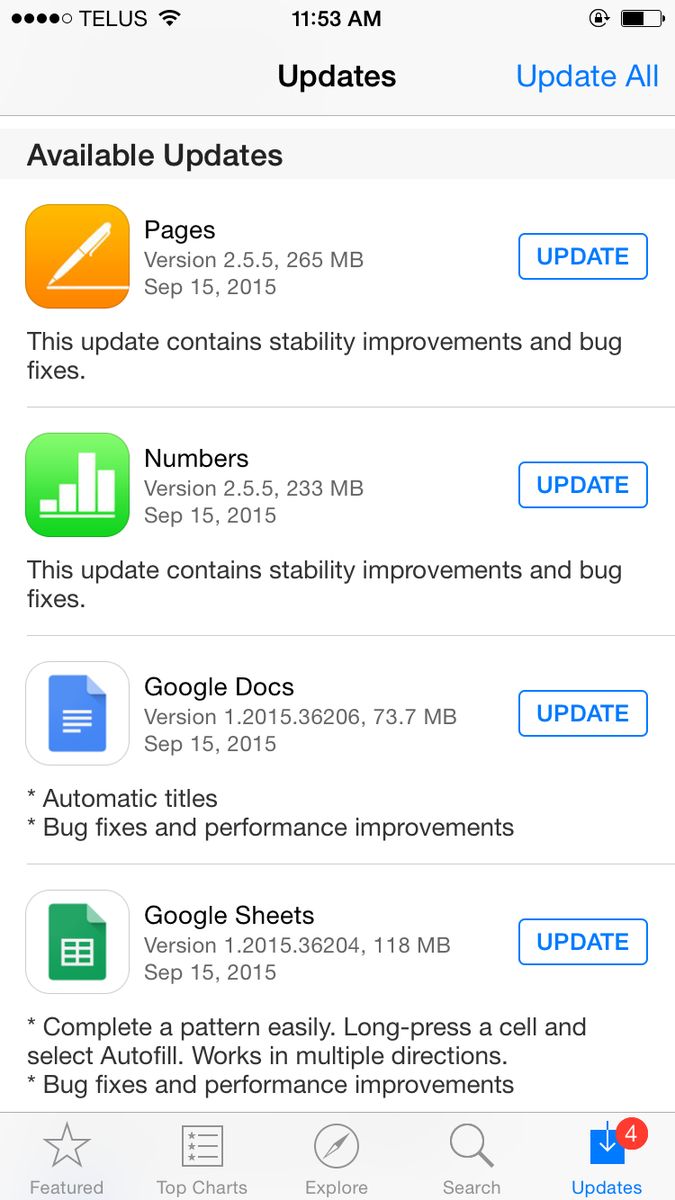 TELUS 11:53 AM
Updates Update All
Available Updates
Pages
Version 2.5.5, 265 MB
Sep 15, 2015
UPDATE
This update contains stability improvements and bug
fixes.
Numbers
Version 2.5.5, 233 MB
Sep 15, 2015
UPDATE
This update contains stability improvements and bug
fixes.
Google Docs
Version 1.2015.36206, 73.7 MB
Sep 15, 2015
UPDATE
* Automatic titles
* Bug fixes and performance improvements
Google Sheets
Version 1.2015.36204, 118 MB
Sep 15, 2015
UPDATE
* Complete a pattern easily. Long-press a cell and
select Autofill. Works in multiple directions.
* Bug fixes and performance improvements
4
Featured Top Charts Explore Search Updates